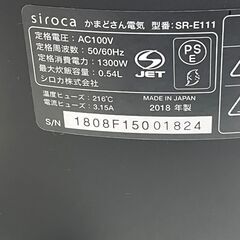 siroca かまどさん電気 型番：SR-E111
定格電圧：AC100V
定格周波数：50/60Hz
定格消費電力：1300W
最大炊飯容量：0.54L
シロカ株式会社
PS
E
JET
温度ヒューズ：216℃
電流ヒューズ：3.15A
MADE IN JAPAN
2018 年製
S/N 1808F15001824